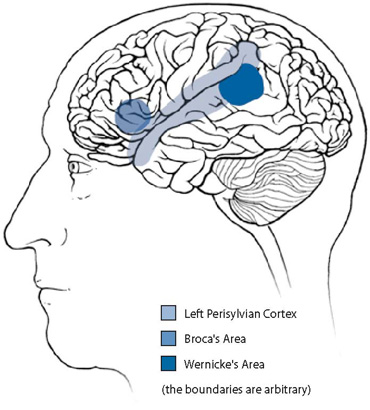 Left Perisylvian Cortex
Broca's Area
Wernicke's Area
(the boundaries are arbitrary)